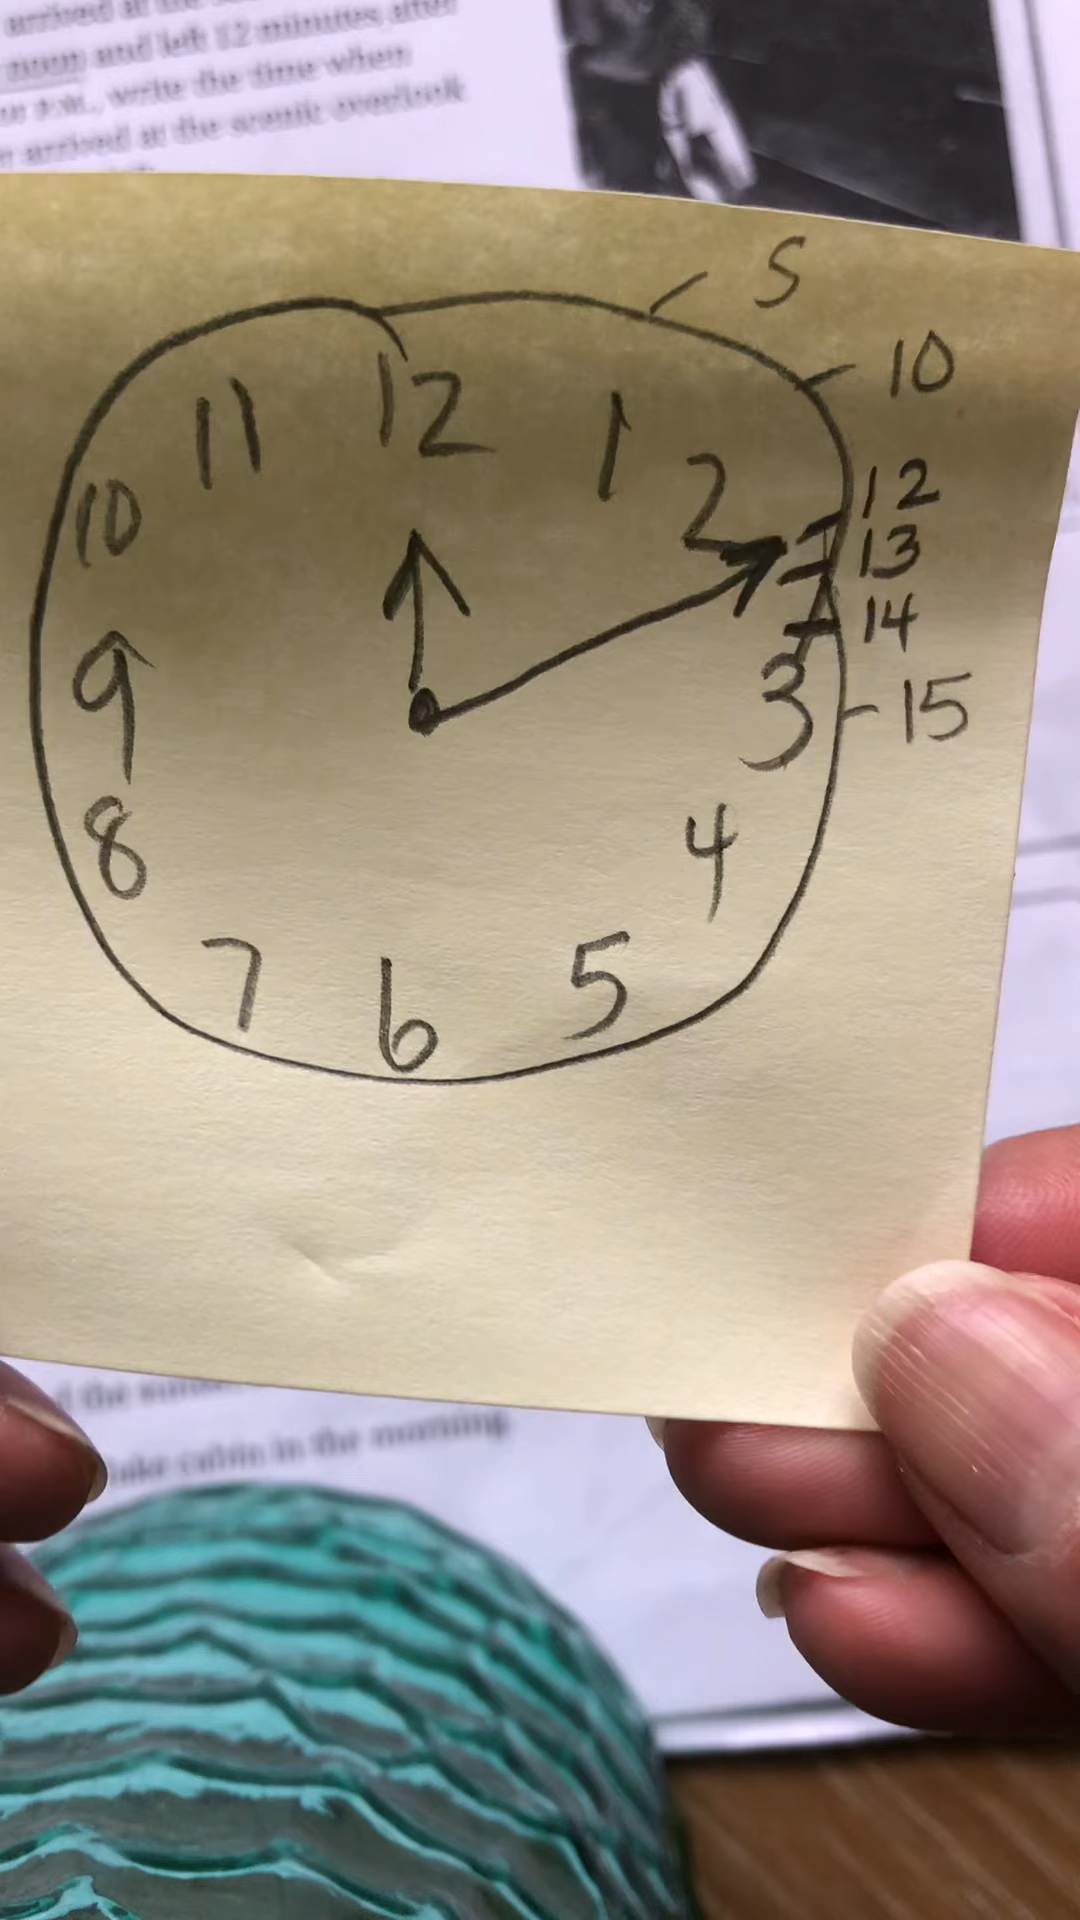 arrived at the
noon and left 12 minutes after
or P.M., write the time when
arrived at the scenic overlook
S
10
12
13
14
15
12
11
1
10
2
9
3
8
4
7
5
6
the
lake cabin in the morning.